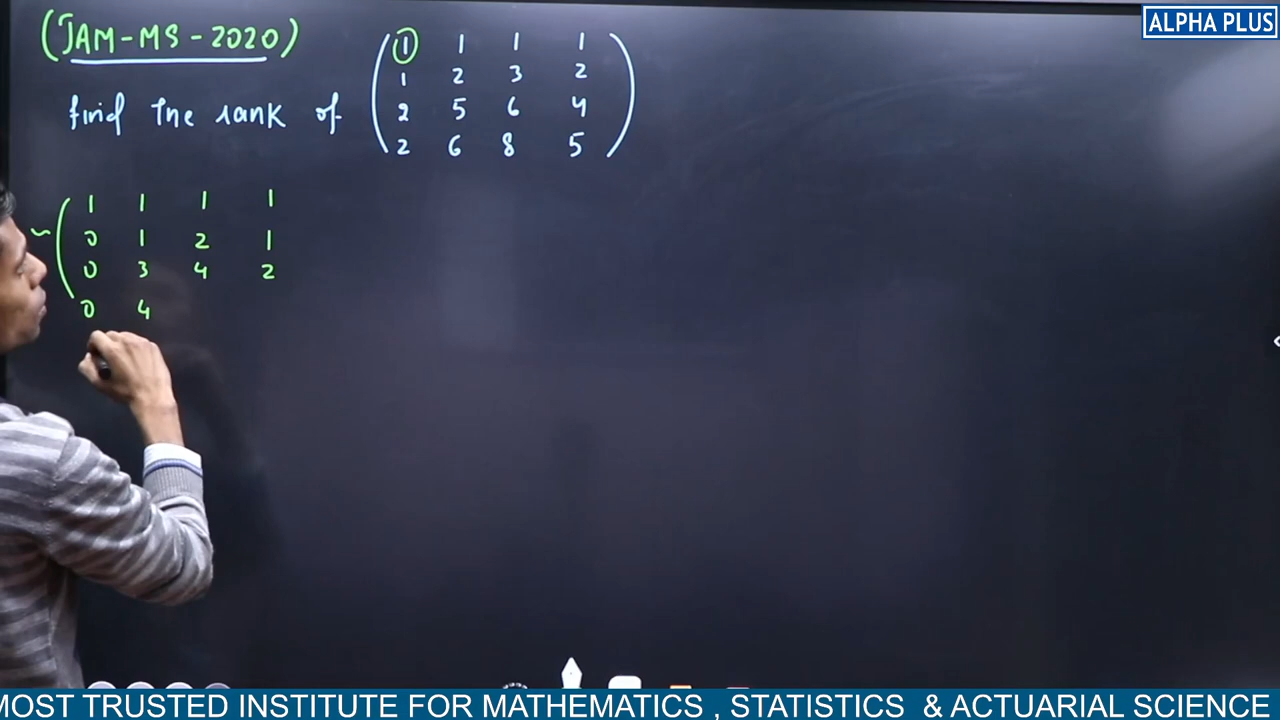 ALPHA PLUS
(JAM-MS-2020)
find the rank of
1 1 1 1
1 2 3 2
2 5 6 4
2 6 8 5
~ 1 1 1 1
0 1 2 1
0 3 4 2
0 4
MOST TRUSTED INSTITUTE FOR MATHEMATICS , STATISTICS & ACTUARIAL SCIENCE